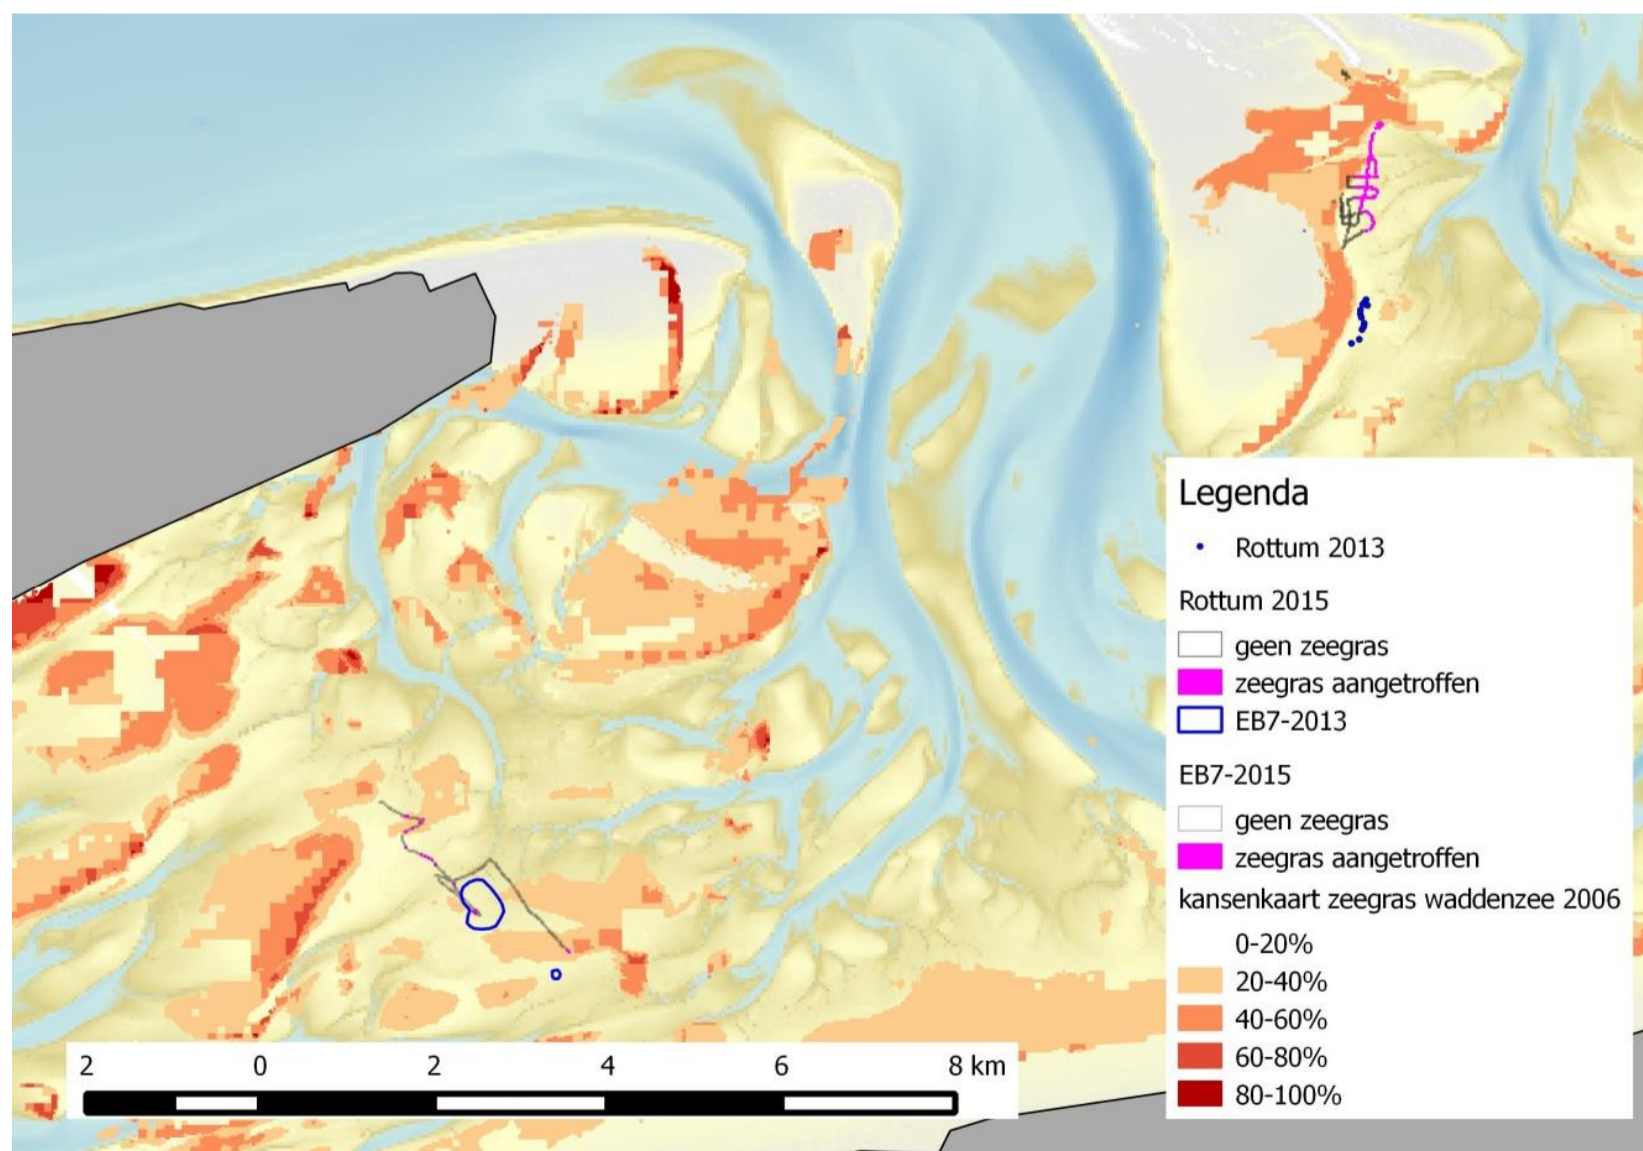 Legenda
Rottum 2013
Rottum 2015
geen zeegras
zeegras aangetroffen
EB7-2013
EB7-2015
geen zeegras
zeegras aangetroffen
kansenkaart zeegras waddenzee 2006
0-20%
20-40%
40-60%
60-80%
80-100%
2 0 2 4 6 8 km